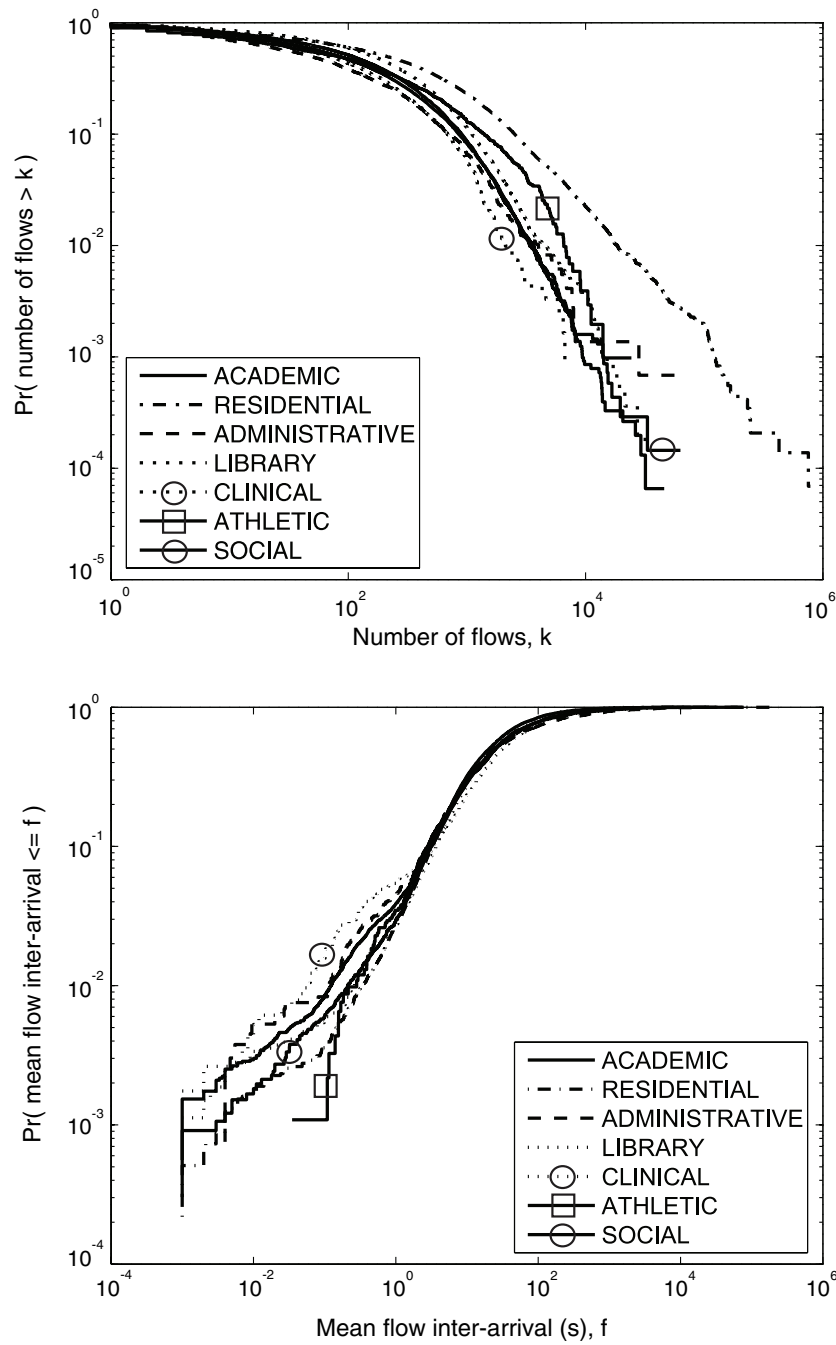 10^0
10^-1
10^-2
10^-3
10^-4
10^-5
Pr( number of flows > k )
ACADEMIC
RESIDENTIAL
ADMINISTRATIVE
LIBRARY
CLINICAL
ATHLETIC
SOCIAL
10^0 10^2 10^4 10^6
Number of flows, k
10^0
10^-1
10^-2
10^-3
10^-4
Pr( mean flow inter-arrival <= f )
ACADEMIC
RESIDENTIAL
ADMINISTRATIVE
LIBRARY
CLINICAL
ATHLETIC
SOCIAL
10^-4 10^-2 10^0 10^2 10^4 10^6
Mean flow inter-arrival (s), f